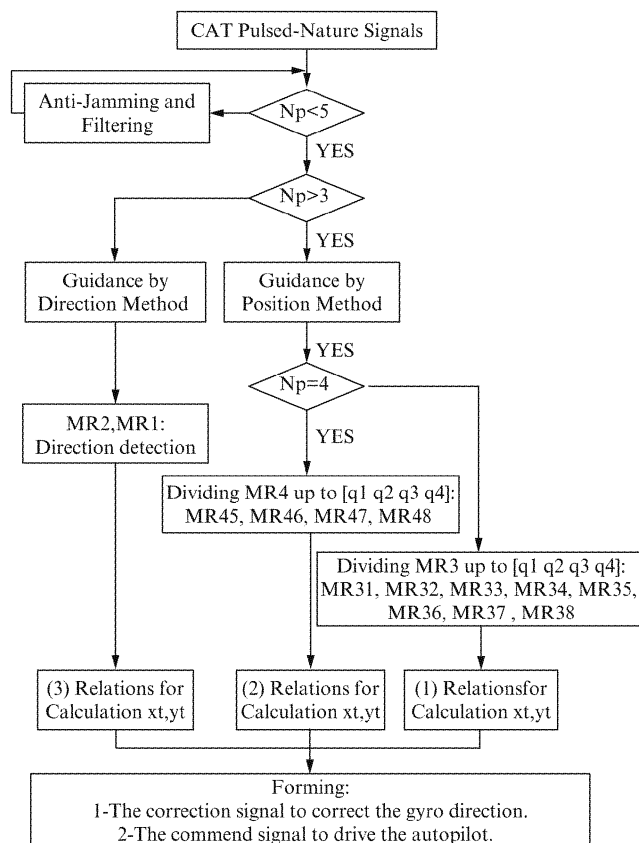 CAT Pulsed-Nature Signals
Anti-Jamming and
Filtering
Np<5
YES
Np>3
YES
Guidance by
Direction Method
Guidance by
Position Method
YES
Np=4
YES
MR2,MR1:
Direction detection
Dividing MR4 up to [q1 q2 q3 q4]:
MR45, MR46, MR47, MR48
Dividing MR3 up to [q1 q2 q3 q4]:
MR31, MR32, MR33, MR34, MR35,
MR36, MR37 , MR38
(3) Relations for
Calculation xt,yt
(2) Relations for
Calculation xt,yt
(1) Relationsfor
Calculation xt,yt
Forming:
1-The correction signal to correct the gyro direction.
2-The commend signal to drive the autopilot.